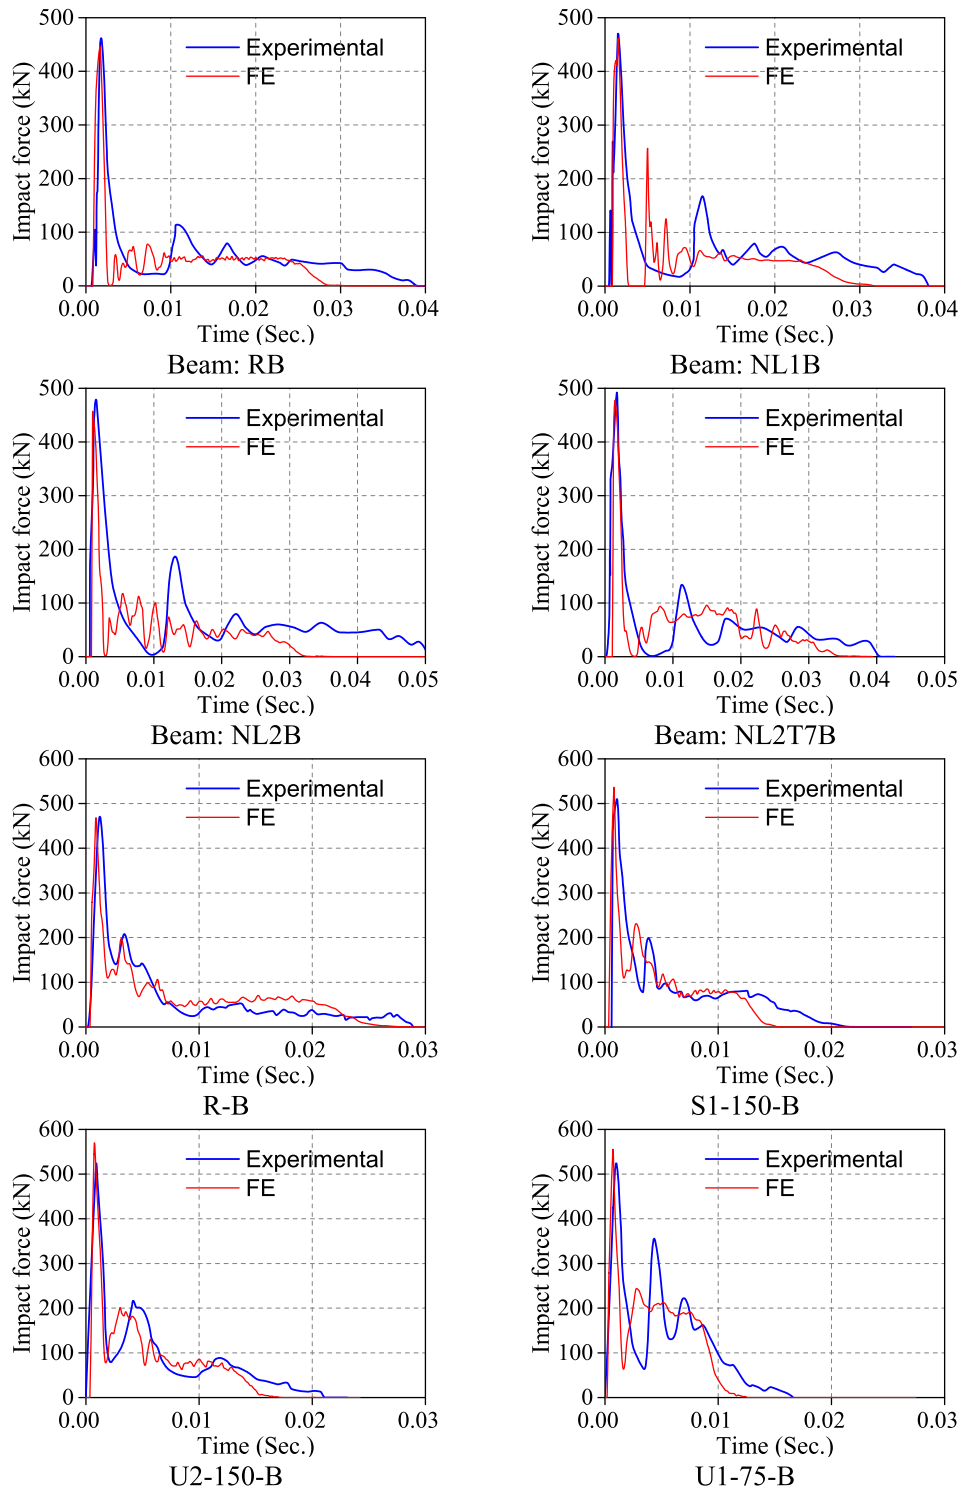 500
400
300
200
100
0
Impact force (kN)
Experimental
FE
0.00 0.01 0.02 0.03 0.04
Time (Sec.)
Beam: RB
500
400
300
200
100
0
Impact force (kN)
Experimental
FE
0.00 0.01 0.02 0.03 0.04
Time (Sec.)
Beam: NL1B
500
400
300
200
100
0
Impact force (kN)
Experimental
FE
0.00 0.01 0.02 0.03 0.04 0.05
Time (Sec.)
Beam: NL2B
500
400
300
200
100
0
Impact force (kN)
Experimental
FE
0.00 0.01 0.02 0.03 0.04 0.05
Time (Sec.)
Beam: NL2T7B
600
500
400
300
200
100
0
Impact force (kN)
Experimental
FE
0.00 0.01 0.02 0.03
Time (Sec.)
R-B
600
500
400
300
200
100
0
Impact force (kN)
Experimental
FE
0.00 0.01 0.02 0.03
Time (Sec.)
S1-150-B
600
500
400
300
200
100
0
Impact force (kN)
Experimental
FE
0.00 0.01 0.02 0.03
Time (Sec.)
U2-150-B
600
500
400
300
200
100
0
Impact force (kN)
Experimental
FE
0.00 0.01 0.02 0.03
Time (Sec.)
U1-75-B